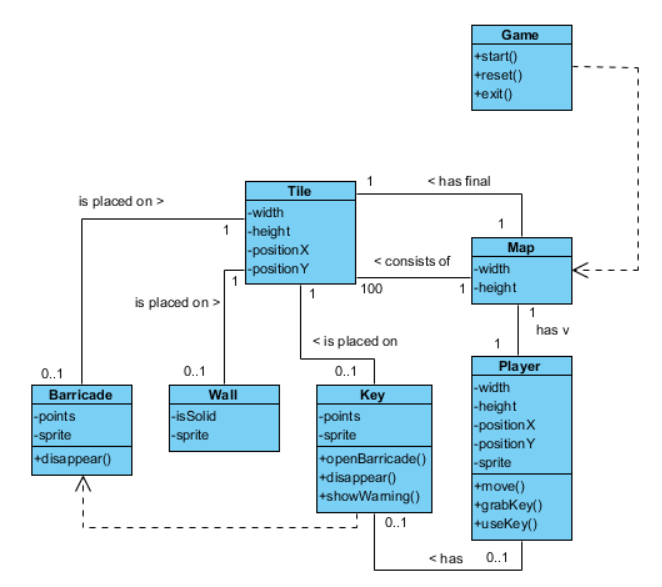 Game
+start()
+reset()
+exit()
1
< has final
1
is placed on >
1
Tile
-width
-height
-positionX
-positionY
< consists of
100
1
Map
-width
-height
is placed on >
1
1
< is placed on
1
has v
1
0..1
0..1
0..1
Barricade
-points
-sprite
+disappear()
Wall
-isSolid
-sprite
Key
-points
-sprite
+openBarricade()
+disappear()
+showWarning()
Player
-width
-height
-positionX
-positionY
-sprite
+move()
+grabKey()
+useKey()
0..1
< has
0..1